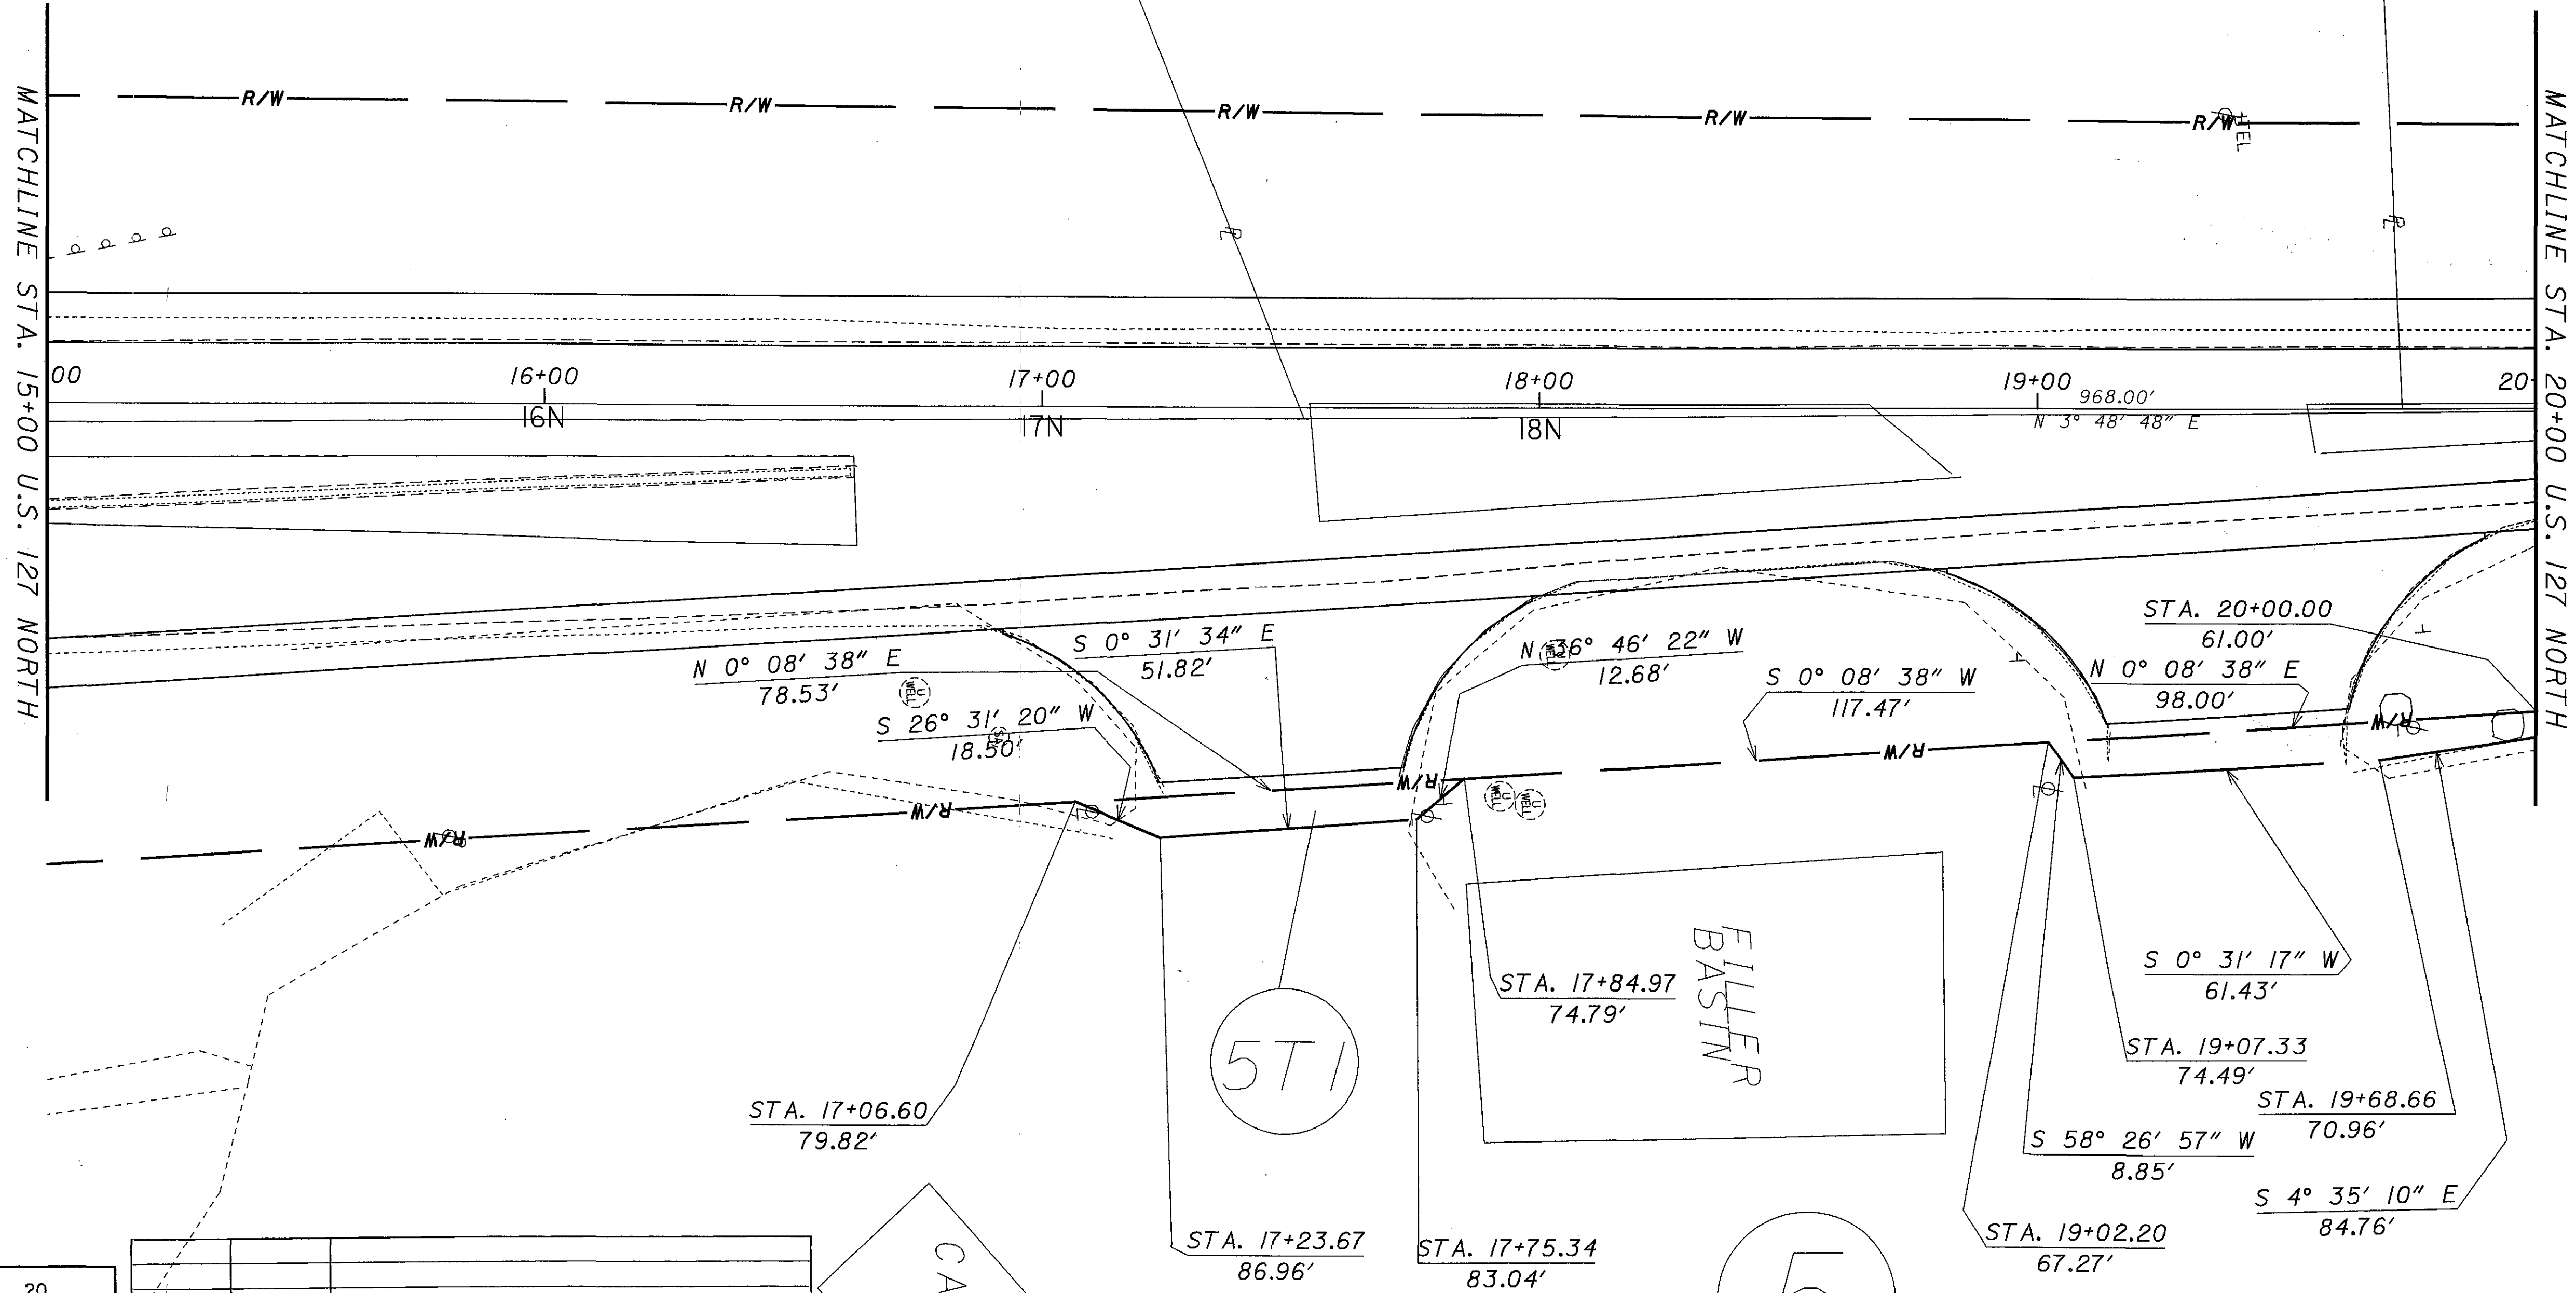 R/W R/W R/W R/W R/W
TEL
MATCHLINE STA. 15+00 U.S. 127 NORTH
MATCHLINE STA. 20+00 U.S. 127 NORTH
PL
PL
00 16+00 17+00 18+00 19+00 20+
968.00'
16N 17N 18N
N 3° 48' 48" E
STA. 20+00.00
61.00'
S 0° 31' 34" E
51.82'
N 36° 46' 22" W
12.68'
N 0° 08' 38" E
78.53'
S 0° 08' 38" W
117.47'
N 0° 08' 38" E
98.00'
S 26° 31' 20" W
18.50'
WELL
R/W R/W R/W R/W R/W
U WELL
U WELL
FILLER
BASIN
STA. 17+84.97
74.79'
S 0° 31' 17" W
61.43'
5T1
STA. 19+07.33
74.49'
STA. 17+06.60
79.82'
STA. 19+68.66
70.96'
S 58° 26' 57" W
8.85'
S 4° 35' 10" E
84.76'
STA. 17+23.67
86.96'
STA. 17+75.34
83.04'
STA. 19+02.20
67.27'
CA
5
20